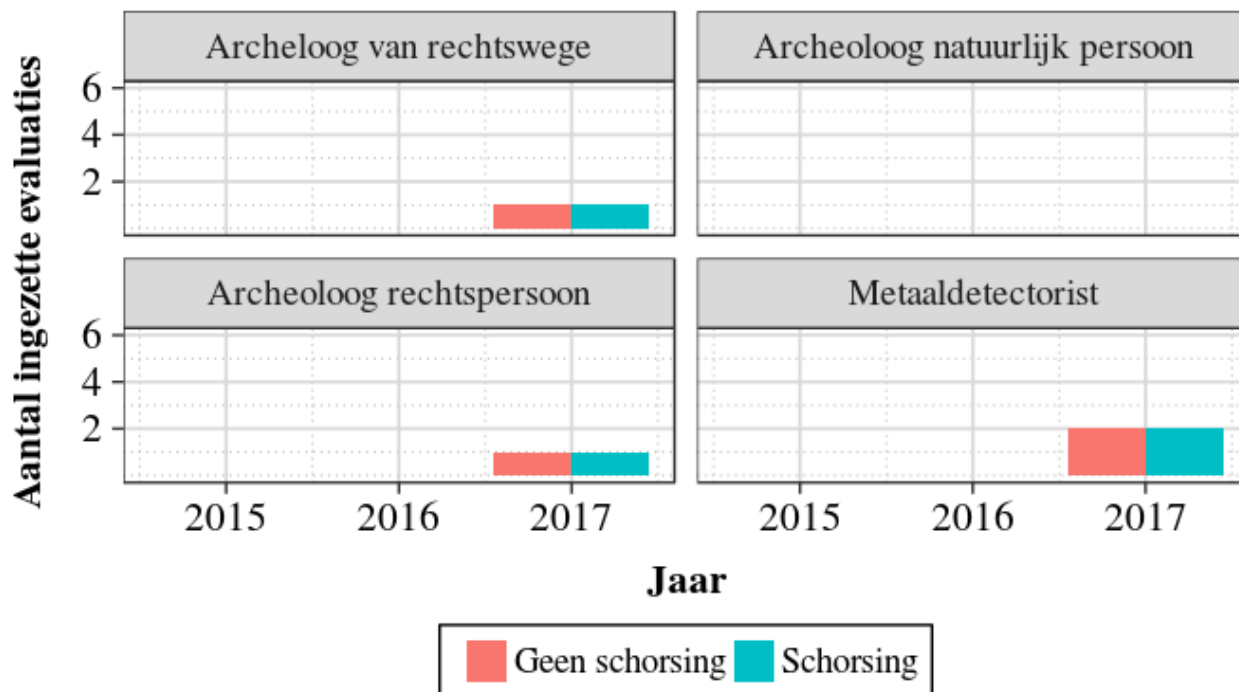 Aantal ingezette evaluaties
Archeloog van rechtswege
Archeoloog natuurlijk persoon
6
4
2
Archeoloog rechtspersoon
Metaaldetectorist
6
4
2
2015 2016 2017 2015 2016 2017
Jaar
Geen schorsing Schorsing